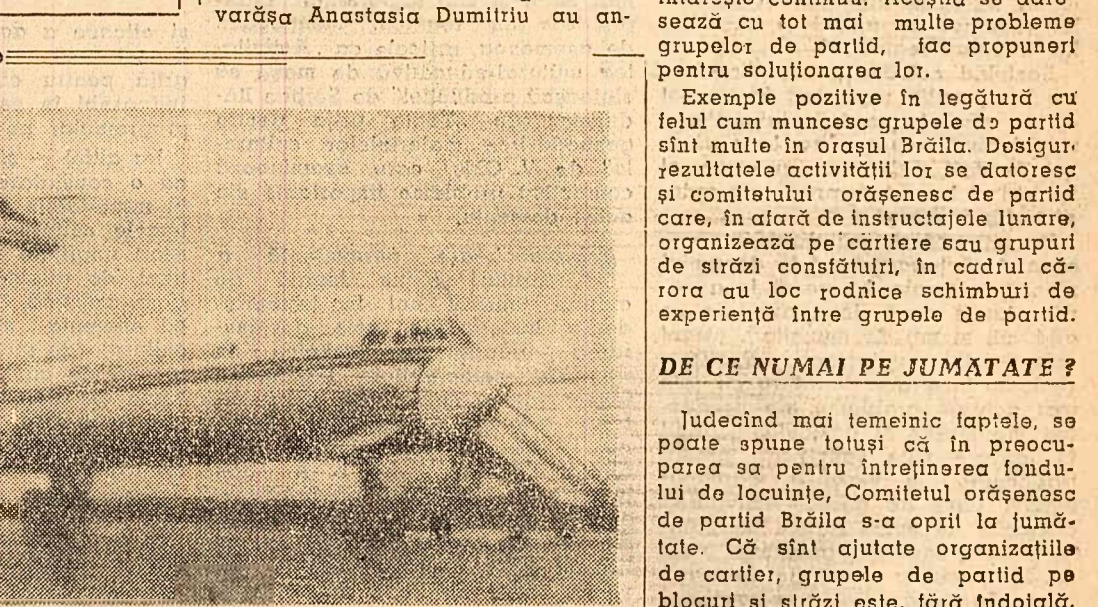 varășa Anastasia Dumitriu au an-
sează cu tot mai multe probleme
grupelor de partid, fac propuneri
pentru soluționarea lor.
Exemple pozitive în legătură cu
felul cum muncesc grupele de partid
sînt multe în orașul Brăila. Desigur
rezultatele activității lor se datoresc
și comitetului orășenesc de partid
care, în afară de instructajele lunare,
organizează pe cartiere sau grupuri
de străzi consfătuiri, în cadrul că-
rora au loc rodnice schimburi de
experiență între grupele de partid.
DE CE NUMAI PE JUMĂTATE ?
Judecînd mai temeinic faptele, se
poate spune totuși că în preocu-
parea sa pentru întreținerea fondu-
lui de locuințe, Comitetul orășenesc
de partid Brăila s-a oprit la jumă-
tate. Că sînt ajutate organizațiile
de cartier, grupele de partid pe
blocuri și străzi este, fără îndoială,